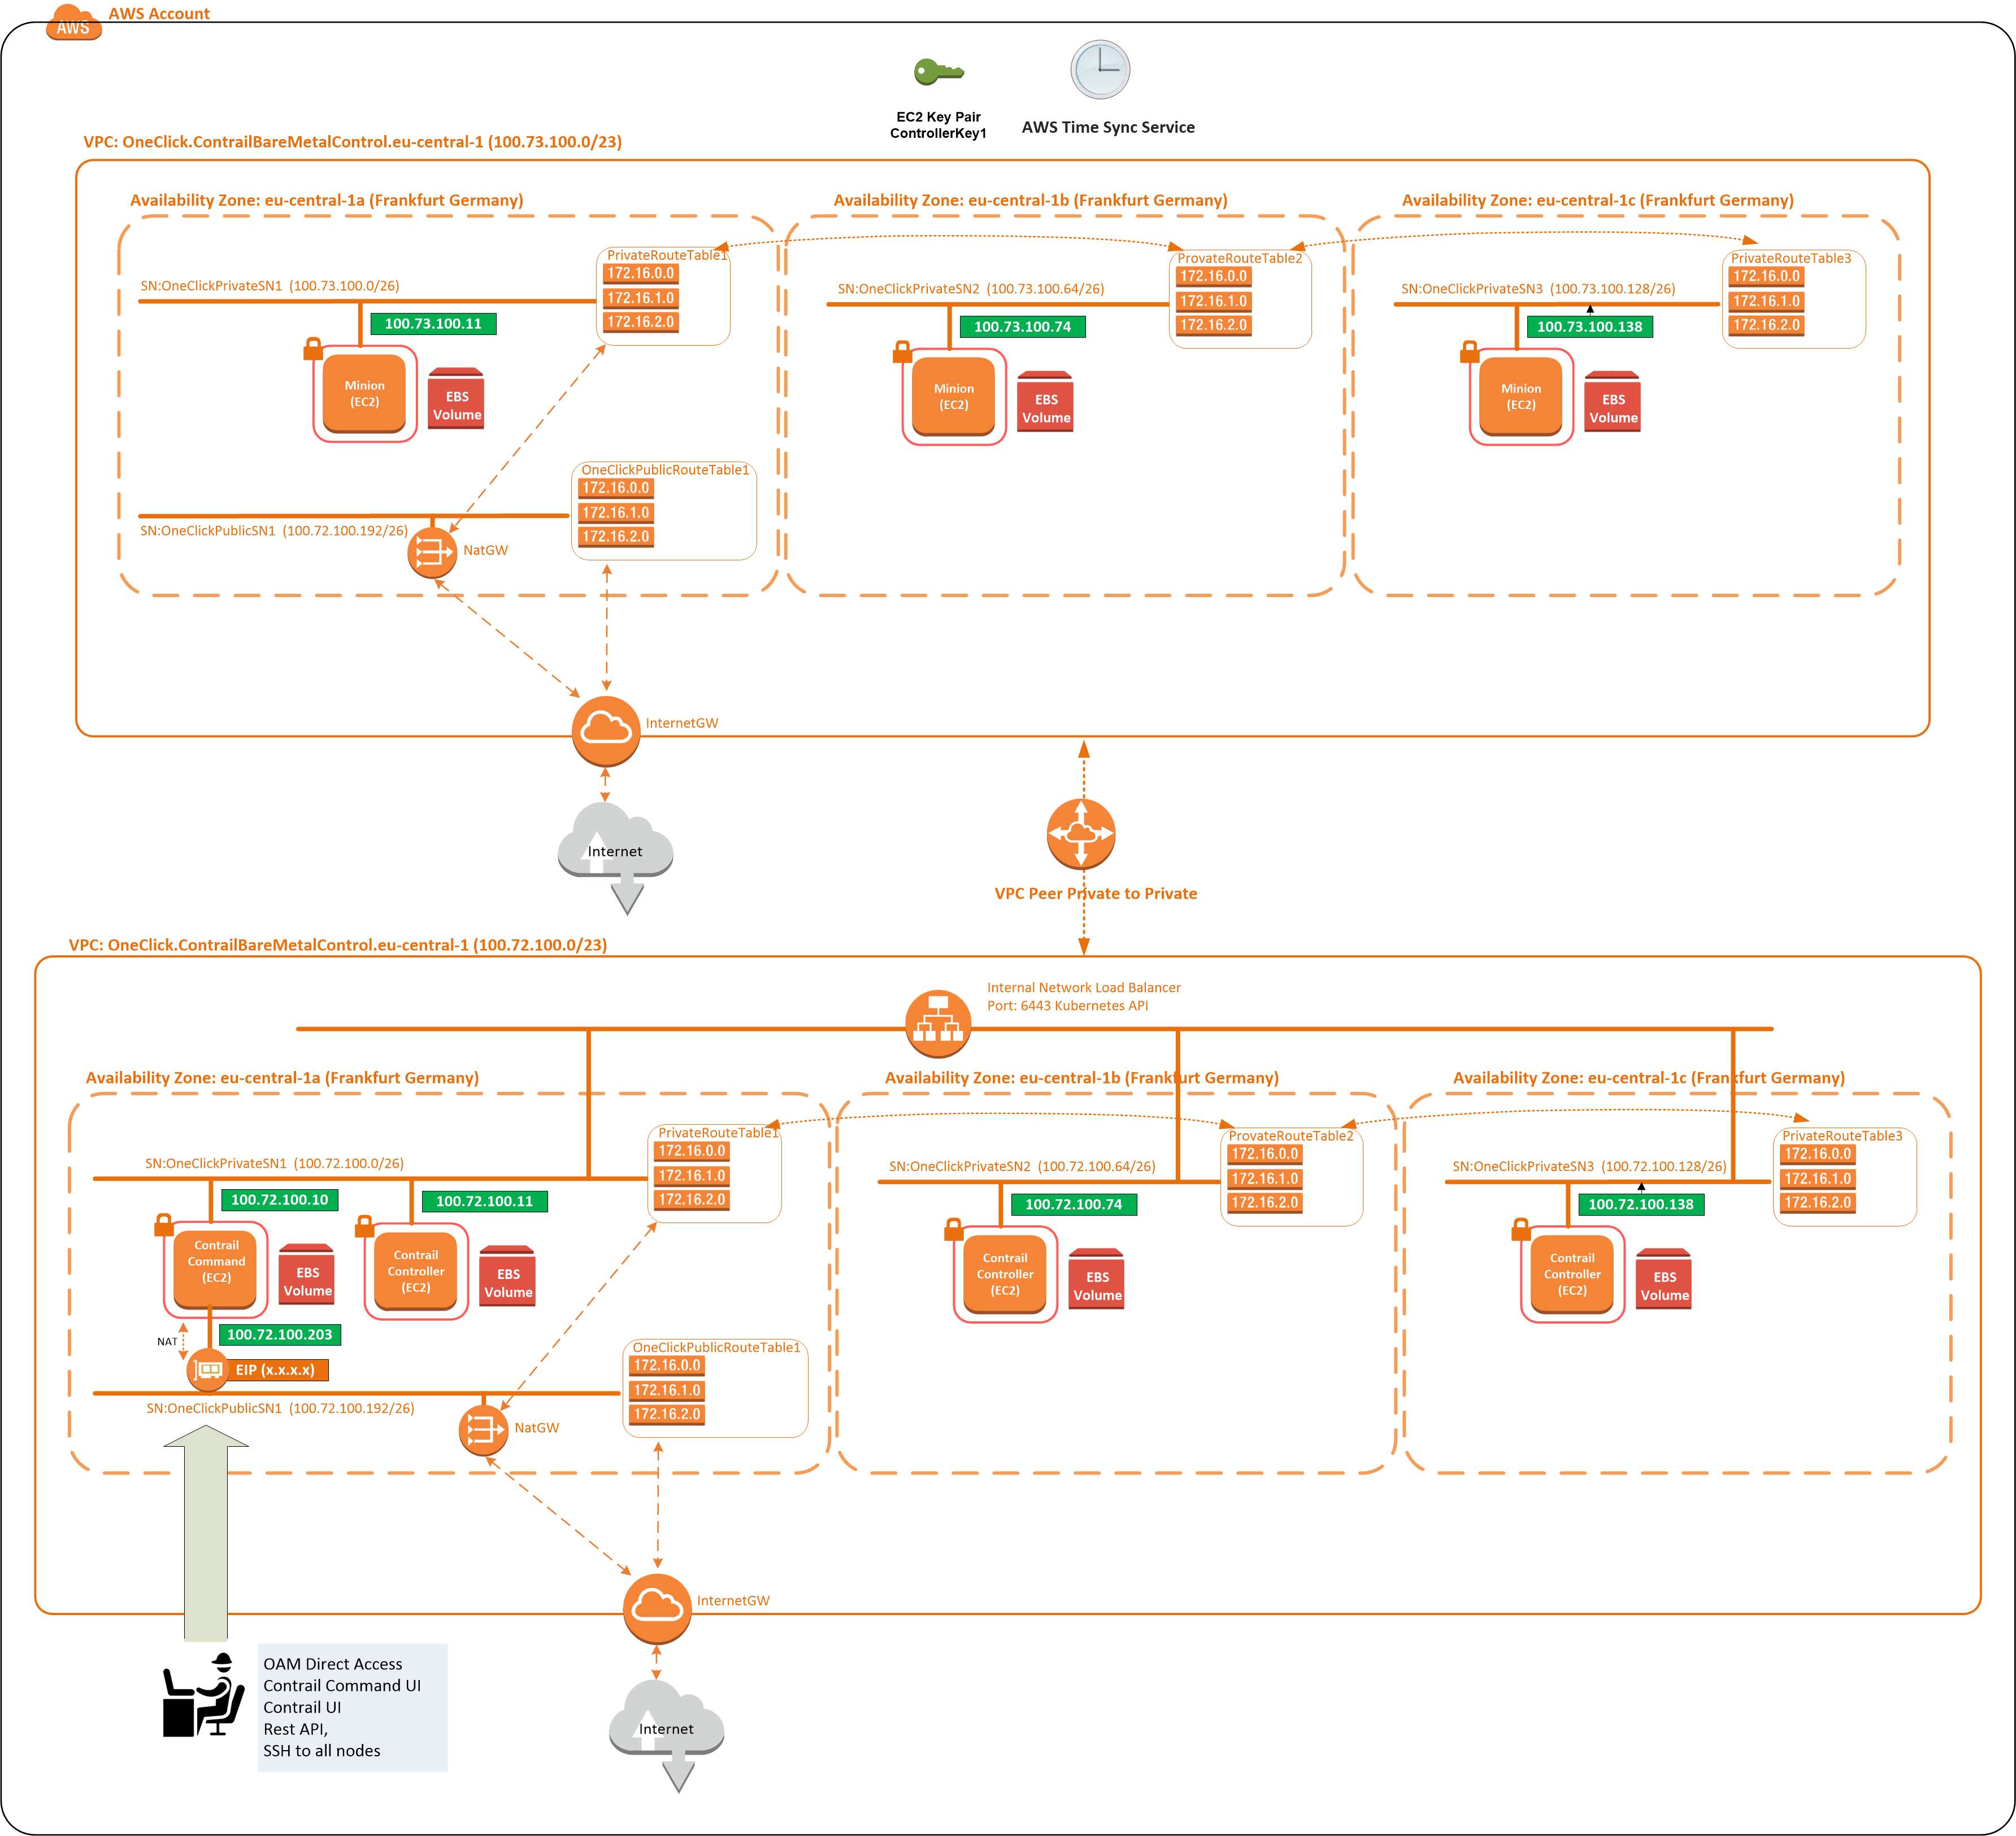 AWS Account
AWS
EC2 Key Pair
ControllerKey1
AWS Time Sync Service
VPC: OneClick.ContrailBareMetalControl.eu-central-1 (100.73.100.0/23)
Availability Zone: eu-central-1a (Frankfurt Germany)
PrivateRouteTable1
172.16.0.0
172.16.1.0
172.16.2.0
SN:OneClickPrivateSN1 (100.73.100.0/26)
100.73.100.11
Minion
(EC2)
EBS
Volume
OneClickPublicRouteTable1
172.16.0.0
172.16.1.0
172.16.2.0
SN:OneClickPublicSN1 (100.72.100.192/26)
NatGW
Availability Zone: eu-central-1b (Frankfurt Germany)
ProvateRouteTable2
172.16.0.0
172.16.1.0
172.16.2.0
SN:OneClickPrivateSN2 (100.73.100.64/26)
100.73.100.74
Minion
(EC2)
EBS
Volume
Availability Zone: eu-central-1c (Frankfurt Germany)
PrivateRouteTable3
172.16.0.0
172.16.1.0
172.16.2.0
SN:OneClickPrivateSN3 (100.73.100.128/26)
100.73.100.138
Minion
(EC2)
EBS
Volume
InternetGW
Internet
VPC Peer Private to Private
VPC: OneClick.ContrailBareMetalControl.eu-central-1 (100.72.100.0/23)
Internal Network Load Balancer
Port: 6443 Kubernetes API
Availability Zone: eu-central-1a (Frankfurt Germany)
PrivateRouteTable1
172.16.0.0
172.16.1.0
172.16.2.0
SN:OneClickPrivateSN1 (100.72.100.0/26)
100.72.100.10
Contrail
Command
(EC2)
EBS
Volume
100.72.100.11
Contrail
Controller
(EC2)
EBS
Volume
NAT
100.72.100.203
EIP (x.x.x.x)
OneClickPublicRouteTable1
172.16.0.0
172.16.1.0
172.16.2.0
SN:OneClickPublicSN1 (100.72.100.192/26)
NatGW
Availability Zone: eu-central-1b (Frankfurt Germany)
ProvateRouteTable2
172.16.0.0
172.16.1.0
172.16.2.0
SN:OneClickPrivateSN2 (100.72.100.64/26)
100.72.100.74
Contrail
Controller
(EC2)
EBS
Volume
Availability Zone: eu-central-1c (Frankfurt Germany)
PrivateRouteTable3
172.16.0.0
172.16.1.0
172.16.2.0
SN:OneClickPrivateSN3 (100.72.100.128/26)
100.72.100.138
Contrail
Controller
(EC2)
EBS
Volume
InternetGW
Internet
OAM Direct Access
Contrail Command UI
Contrail UI
Rest API,
SSH to all nodes